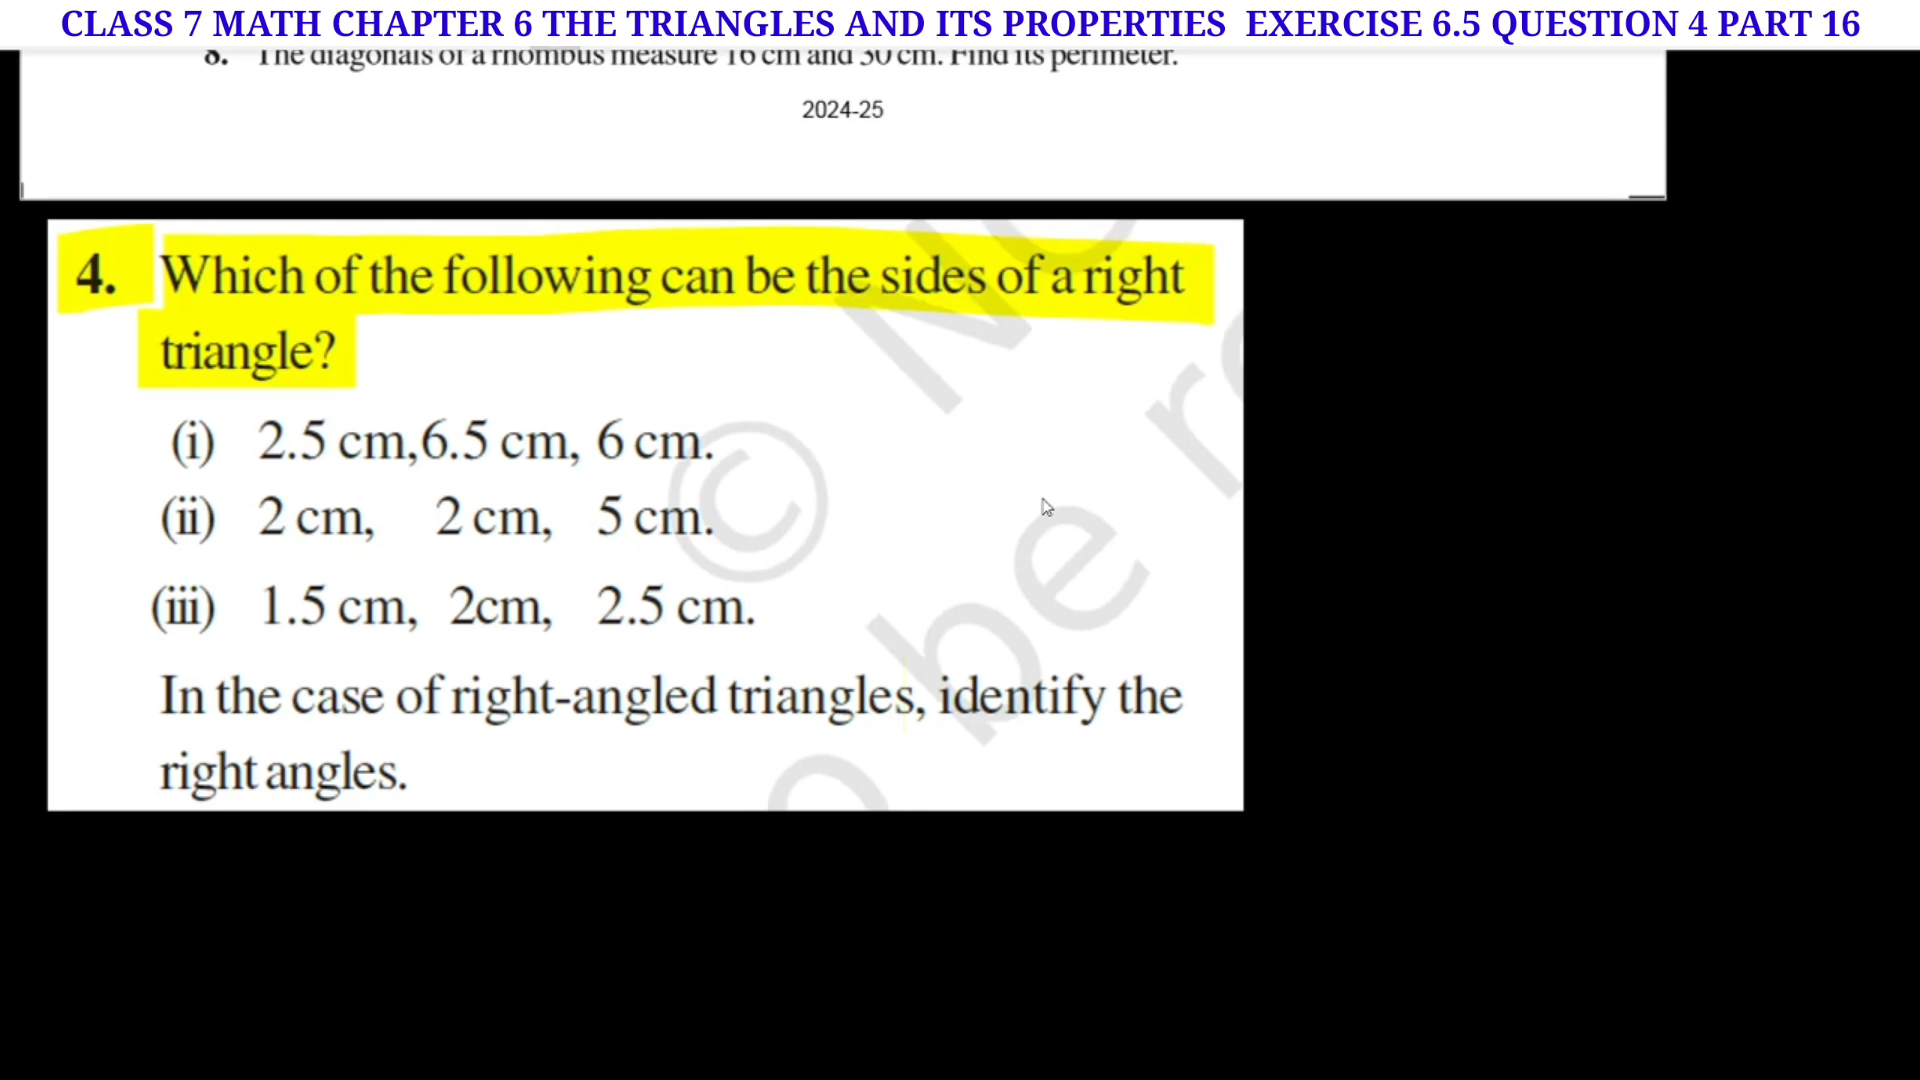 CLASS 7 MATH CHAPTER 6 THE TRIANGLES AND ITS PROPERTIES EXERCISE 6.5 QUESTION 4 PART 16
8. The diagonals of a rhombus measure 16 cm and 30 cm. Find its perimeter.
2024-25
4. Which of the following can be the sides of a right
triangle?
(i) 2.5 cm,6.5 cm, 6 cm.
(ii) 2 cm, 2 cm, 5 cm.
(iii) 1.5 cm, 2cm, 2.5 cm.
In the case of right-angled triangles, identify the
right angles.